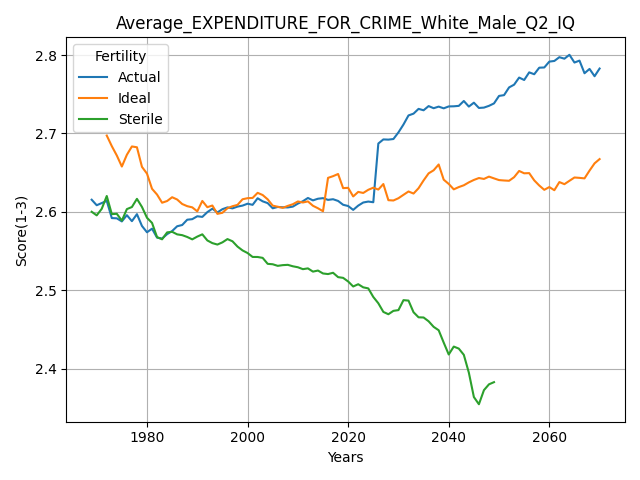 Average_EXPENDITURE_FOR_CRIME_White_Male_Q2_IQ
Fertility
Actual
Ideal
Sterile
Score(1-3)
2.8
2.7
2.6
2.5
2.4
1980 2000 2020 2040 2060
Years